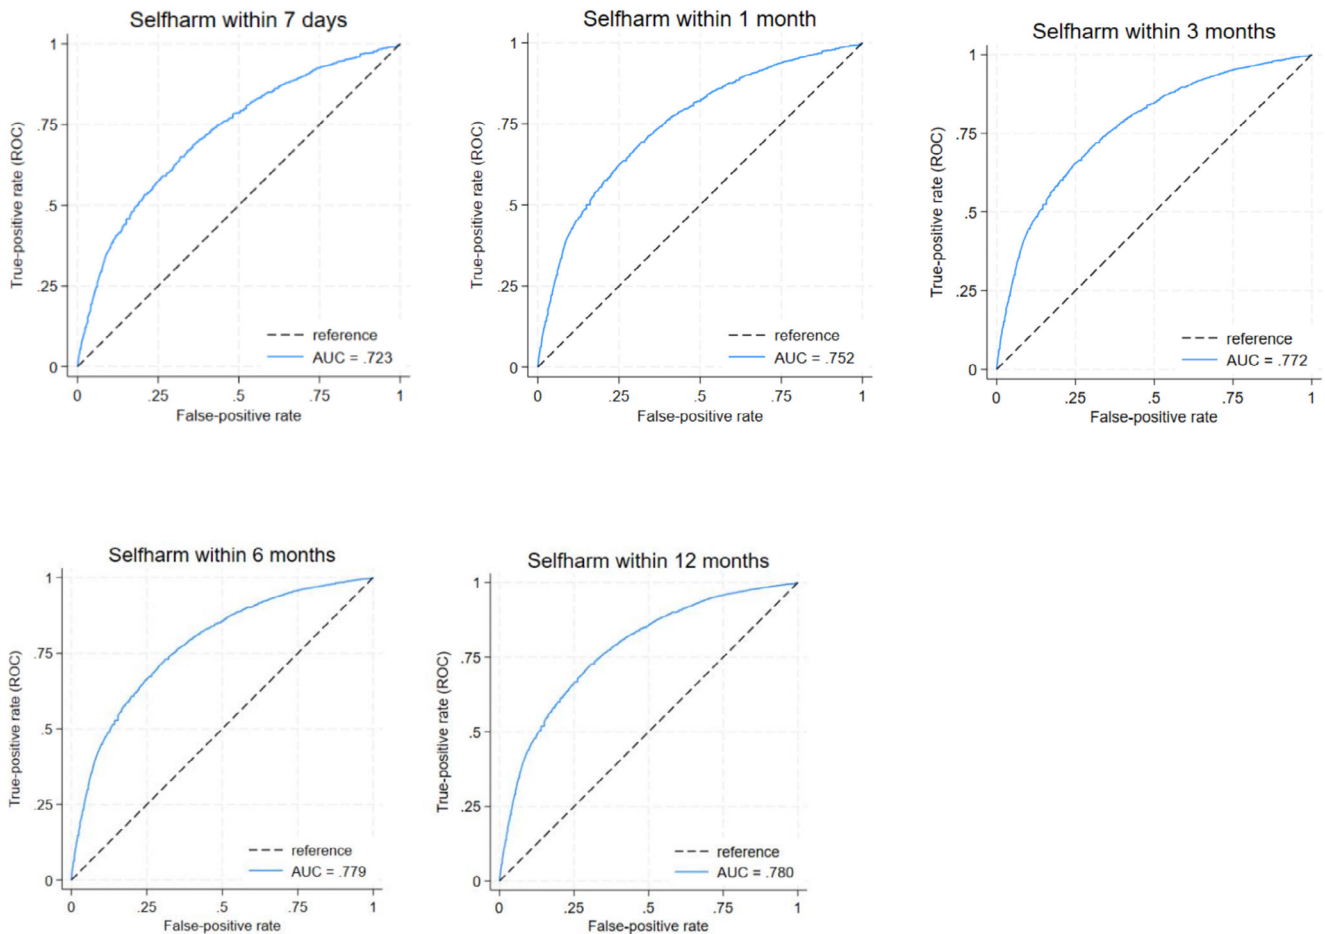 Selfharm within 7 days
1
.75
.5
.25
0
True-positive rate (ROC)
reference
AUC = .723
0 .25 .5 .75 1
False-positive rate
Selfharm within 1 month
1
.75
.5
.25
0
True-positive rate (ROC)
reference
AUC = .752
0 .25 .5 .75 1
False-positive rate
Selfharm within 3 months
1
.75
.5
.25
0
True-positive rate (ROC)
reference
AUC = .772
0 .25 .5 .75 1
False-positive rate
Selfharm within 6 months
1
.75
.5
.25
0
True-positive rate (ROC)
reference
AUC = .779
0 .25 .5 .75 1
False-positive rate
Selfharm within 12 months
1
.75
.5
.25
0
True-positive rate (ROC)
reference
AUC = .780
0 .25 .5 .75 1
False-positive rate